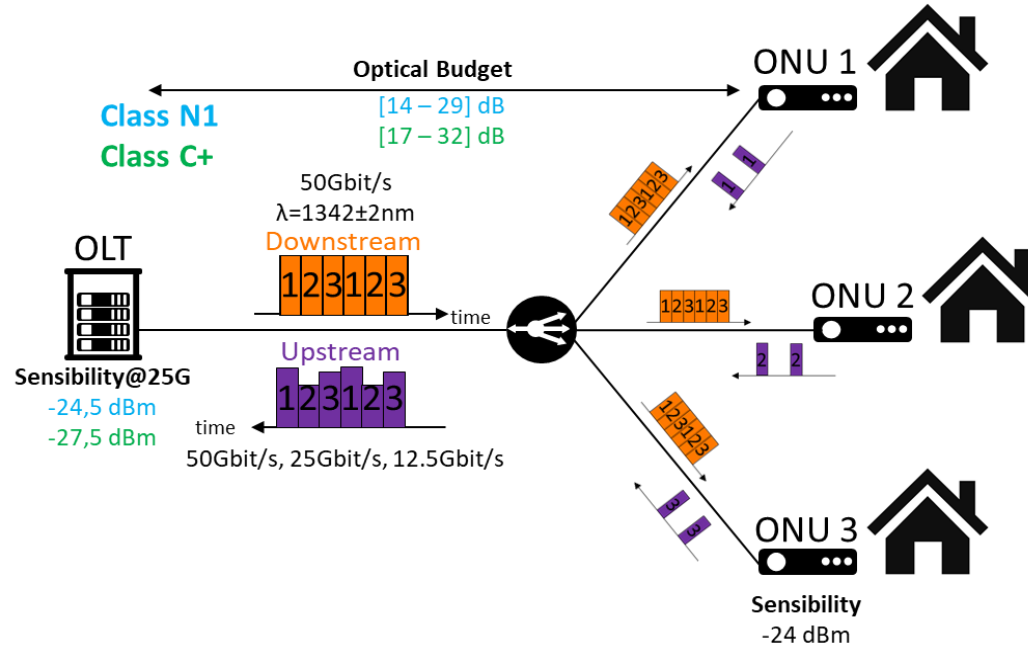 Optical Budget
[14 – 29] dB
[17 – 32] dB
Class N1
Class C+
50Gbit/s
λ=1342±2nm
Downstream
123123
time
OLT
Sensibility@25G
-24,5 dBm
-27,5 dBm
Upstream
123123
time
50Gbit/s, 25Gbit/s, 12.5Gbit/s
ONU 1
123123
1 1
ONU 2
123123
2 2
ONU 3
123123
3 3
Sensibility
-24 dBm